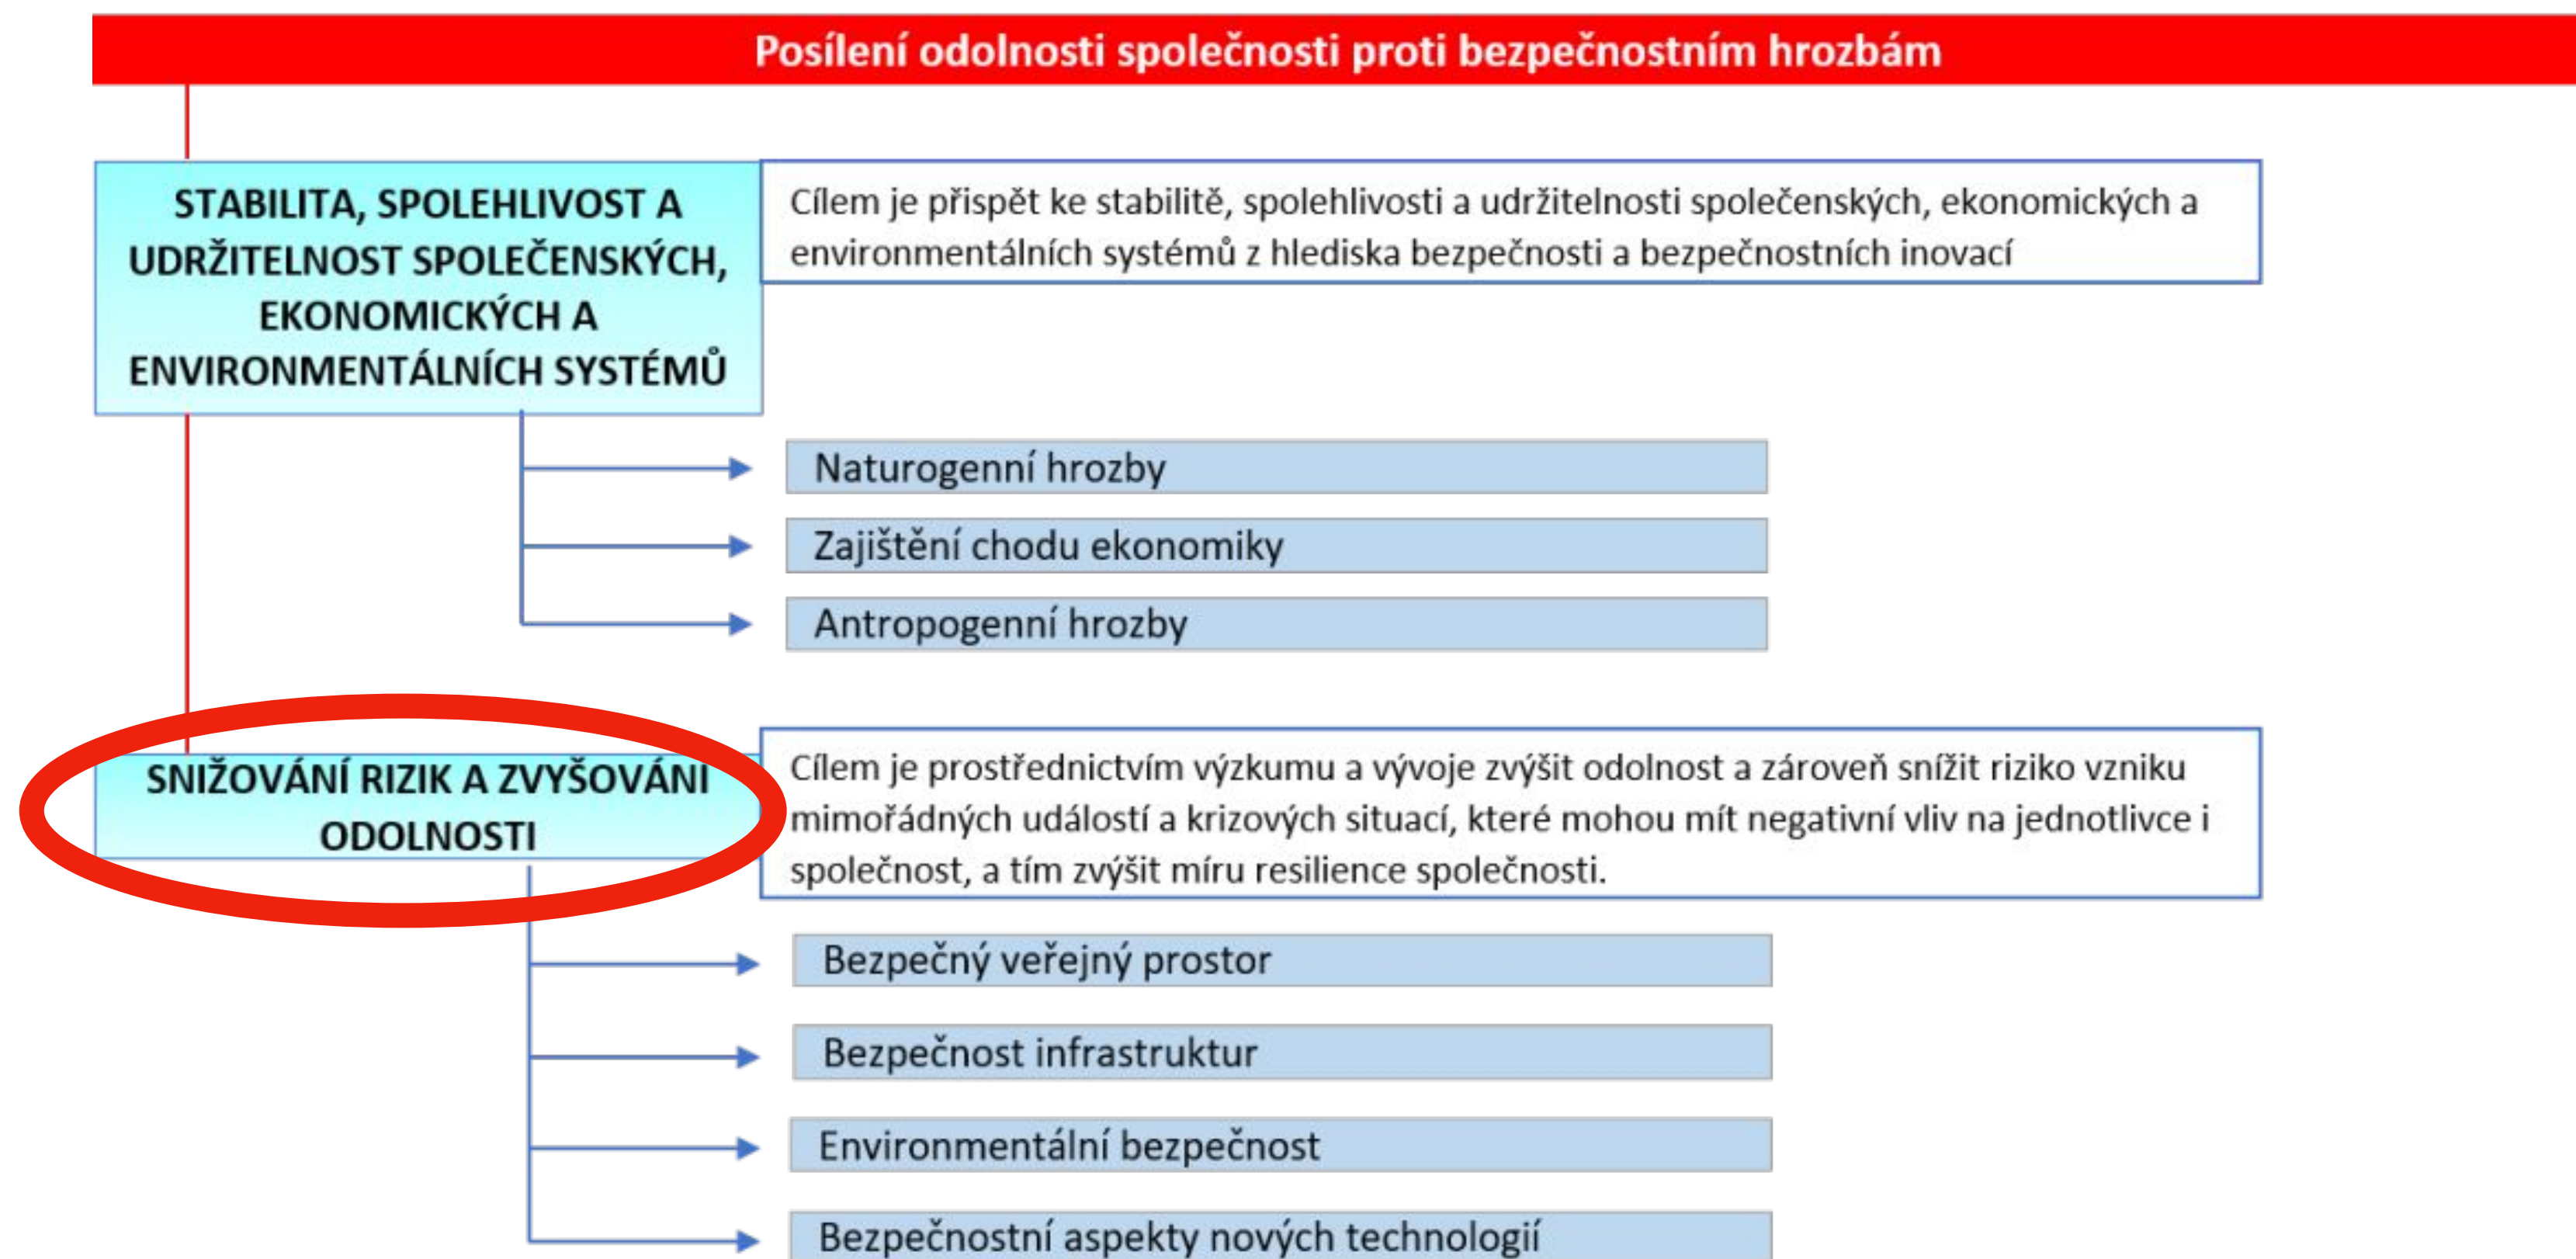 Posílení odolnosti společnosti proti bezpečnostním hrozbám
STABILITA, SPOLEHLIVOST A
UDRŽITELNOST SPOLEČENSKÝCH,
EKONOMICKÝCH A
ENVIRONMENTÁLNÍCH SYSTÉMŮ
Cílem je přispět ke stabilitě, spolehlivosti a udržitelnosti společenských, ekonomických a
environmentálních systémů z hlediska bezpečnosti a bezpečnostních inovací
Naturogenní hrozby
Zajištění chodu ekonomiky
Antropogenní hrozby
SNIŽOVÁNÍ RIZIK A ZVYŠOVÁNI
ODOLNOSTI
Cílem je prostřednictvím výzkumu a vývoje zvýšit odolnost a zároveň snížit riziko vzniku
mimořádných událostí a krizových situací, které mohou mít negativní vliv na jednotlivce i
společnost, a tím zvýšit míru resilience společnosti.
Bezpečný veřejný prostor
Bezpečnost infrastruktur
Environmentální bezpečnost
Bezpečnostní aspekty nových technologií